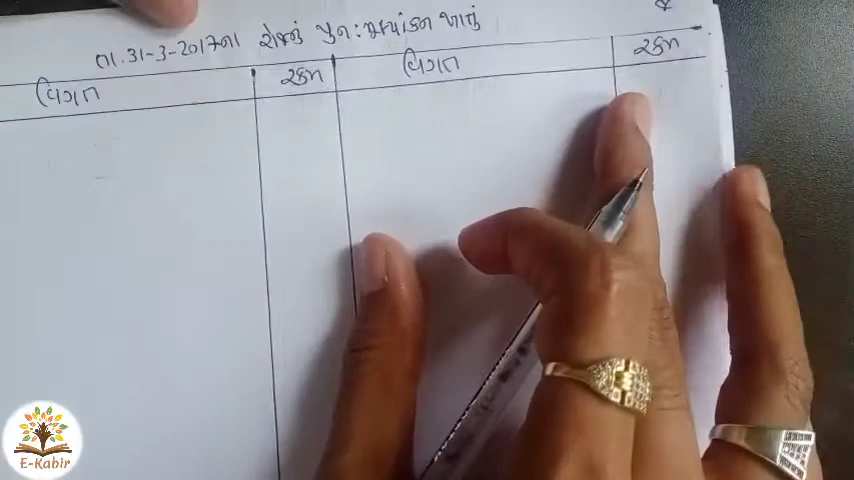 તા.31-3-2017ના રોજનું પુન:મૂલ્યાંકન ખાતું
વિગત રકમ વિગત રકમ
E-Kabir